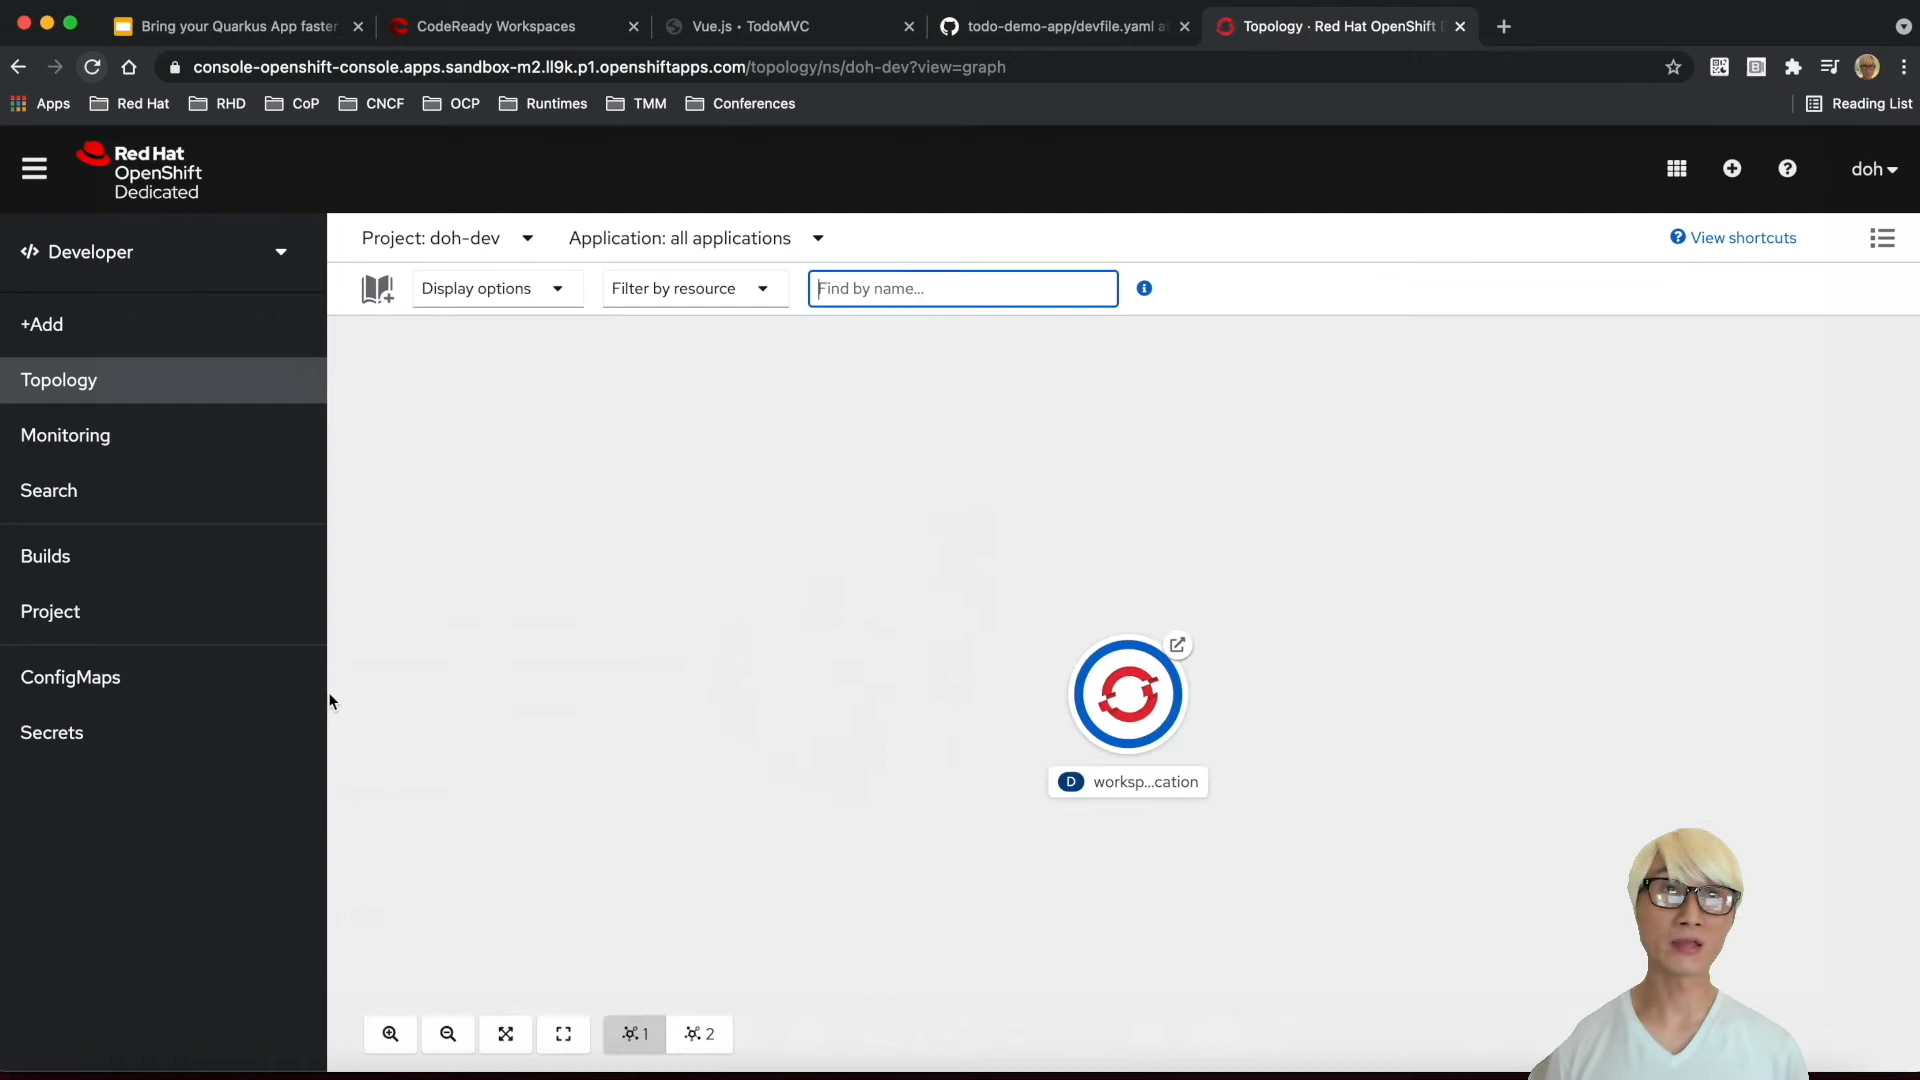 Bring your Quarkus App faster
CodeReady Workspaces
Vue.js • TodoMVC
todo-demo-app/devfile.yaml a
Topology · Red Hat OpenShift
console-openshift-console.apps.sandbox-m2.ll9k.p1.openshiftapps.com/topology/ns/doh-dev?view=graph
Apps
Red Hat
RHD
CoP
CNCF
OCP
Runtimes
TMM
Conferences
Reading List
Red Hat
OpenShift
Dedicated
doh
Developer
Project: doh-dev
Application: all applications
View shortcuts
Display options
Filter by resource
Find by name...
+Add
Topology
Monitoring
Search
Builds
Project
ConfigMaps
Secrets
D worksp...cation
1
2